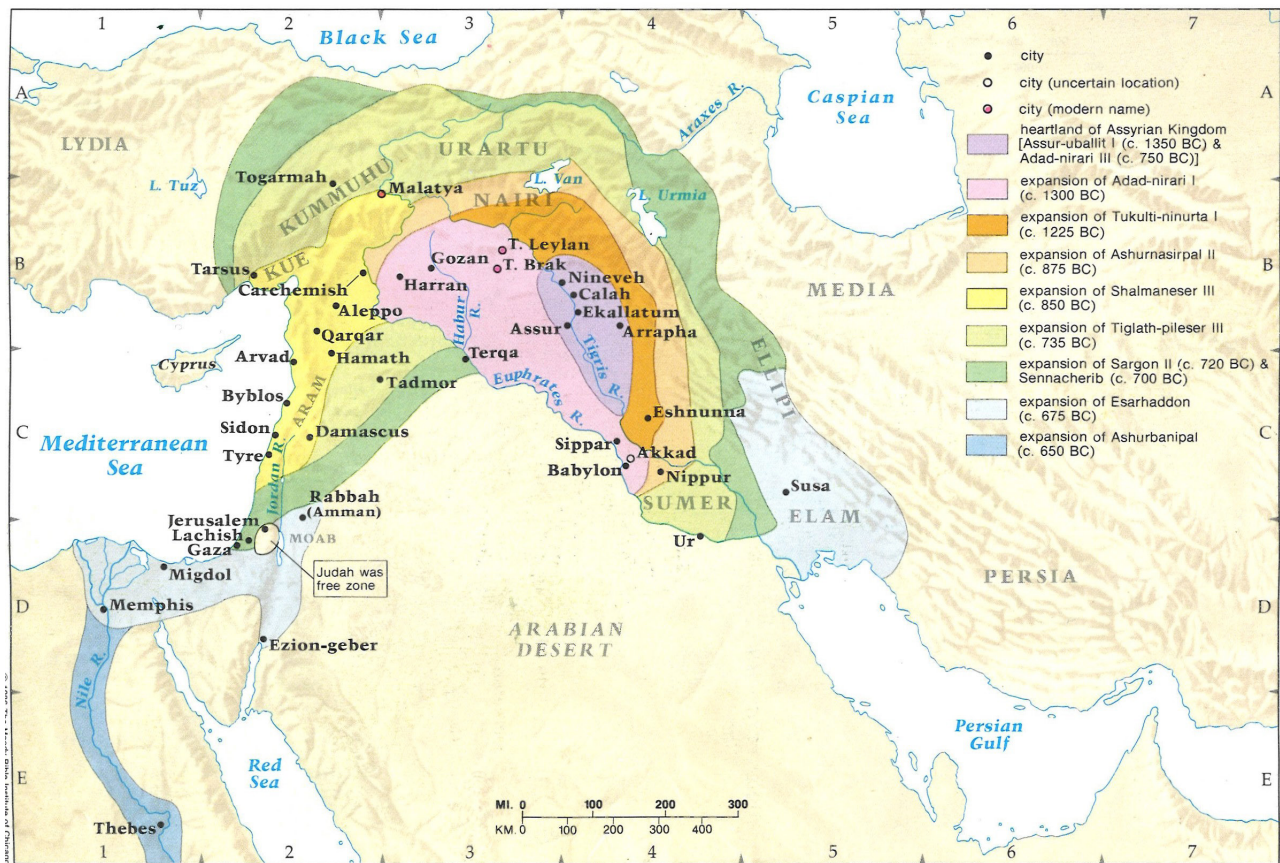 1 2 3 4 5 6 7
Black Sea
Caspian
Sea
Araxes R.
A
A
LYDIA
L. Tuz
URARTU
KUMMUHU
Togarmah
Malatya
L. Van
L. Urmia
NAIRI
T. Leylan
T. Brak
Gozan
Harran
B
B
Tarsus
KUE
Carchemish
Aleppo
Habur
R.
Nineveh
Calah
Ekallatum
Assur
Arrapha
MEDIA
Qarqar
Hamath
Arvad
Cyprus
Terqa
Tigris R.
ELLIPI
Tadmor
Euphrates R.
Byblos
ARAM
Eshnunna
Sidon
Damascus
Mediterranean
Sea
C
C
Tyre
Jordan R.
Sippar
Akkad
Babylon
Nippur
Susa
SUMER
ELAM
Rabbah
(Amman)
Jerusalem
Lachish
Gaza
MOAB
Ur
Migdol
Judah was
free zone
PERSIA
D
D
Memphis
ARABIAN
DESERT
Ezion-geber
Nile R.
Persian
Gulf
Red
Sea
E
E
Thebes
MI. 0 100 200 300
KM. 0 100 200 300 400
1 2 3 4 5 6 7
city
city (uncertain location)
city (modern name)
heartland of Assyrian Kingdom
[Assur-uballit I (c. 1350 BC) &
Adad-nirari III (c. 750 BC)]
expansion of Adad-nirari I
(c. 1300 BC)
expansion of Tukulti-ninurta I
(c. 1225 BC)
expansion of Ashurnasirpal II
(c. 875 BC)
expansion of Shalmaneser III
(c. 850 BC)
expansion of Tiglath-pileser III
(c. 735 BC)
expansion of Sargon II (c. 720 BC) &
Sennacherib (c. 700 BC)
expansion of Esarhaddon
(c. 675 BC)
expansion of Ashurbanipal
(c. 650 BC)